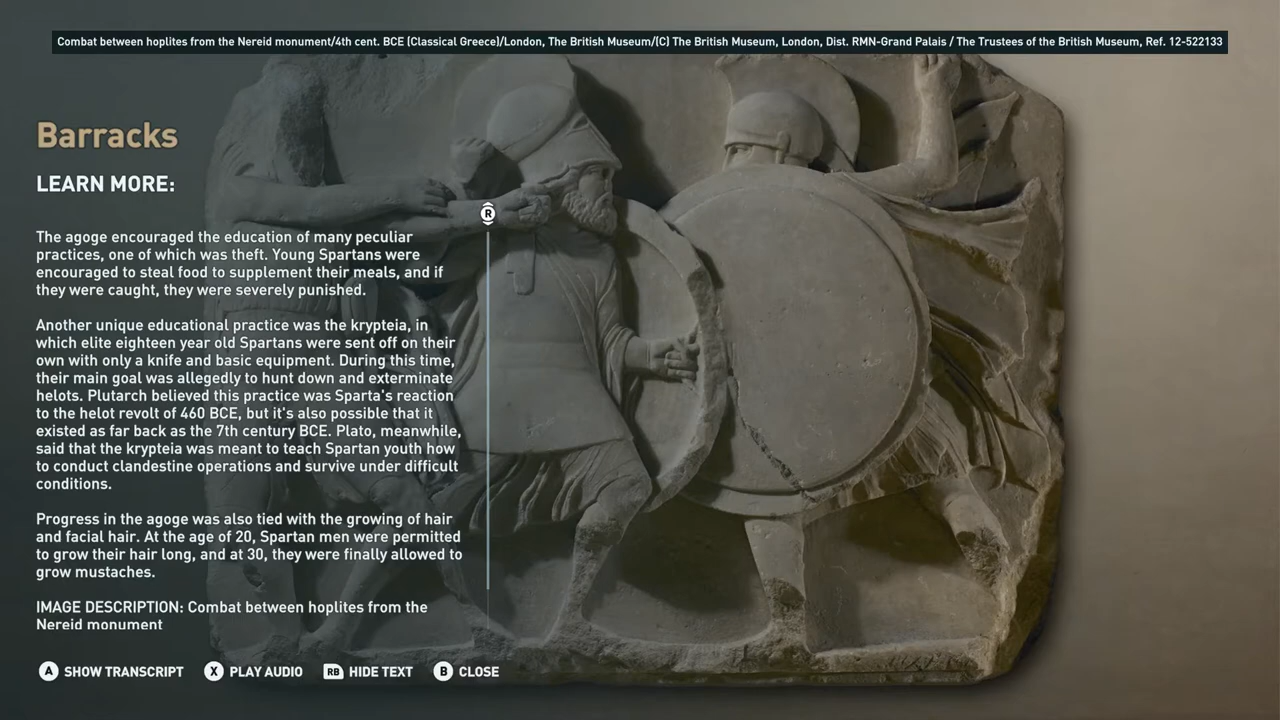 Combat between hoplites from the Nereid monument/4th cent. BCE (Classical Greece)/London, The British Museum/(C) The British Museum, London, Dist. RMN-Grand Palais / The Trustees of the British Museum, Ref. 12-522133
Barracks
LEARN MORE:
R
The agoge encouraged the education of many peculiar
practices, one of which was theft. Young Spartans were
encouraged to steal food to supplement their meals, and if
they were caught, they were severely punished.
Another unique educational practice was the krypteia, in
which elite eighteen year old Spartans were sent off on their
own with only a knife and basic equipment. During this time,
their main goal was allegedly to hunt down and exterminate
helots. Plutarch believed this practice was Sparta's reaction
to the helot revolt of 460 BCE, but it's also possible that it
existed as far back as the 7th century BCE. Plato, meanwhile,
said that the krypteia was meant to teach Spartan youth how
to conduct clandestine operations and survive under difficult
conditions.
Progress in the agoge was also tied with the growing of hair
and facial hair. At the age of 20, Spartan men were permitted
to grow their hair long, and at 30, they were finally allowed to
grow mustaches.
IMAGE DESCRIPTION: Combat between hoplites from the
Nereid monument
A SHOW TRANSCRIPT X PLAY AUDIO RB HIDE TEXT B CLOSE